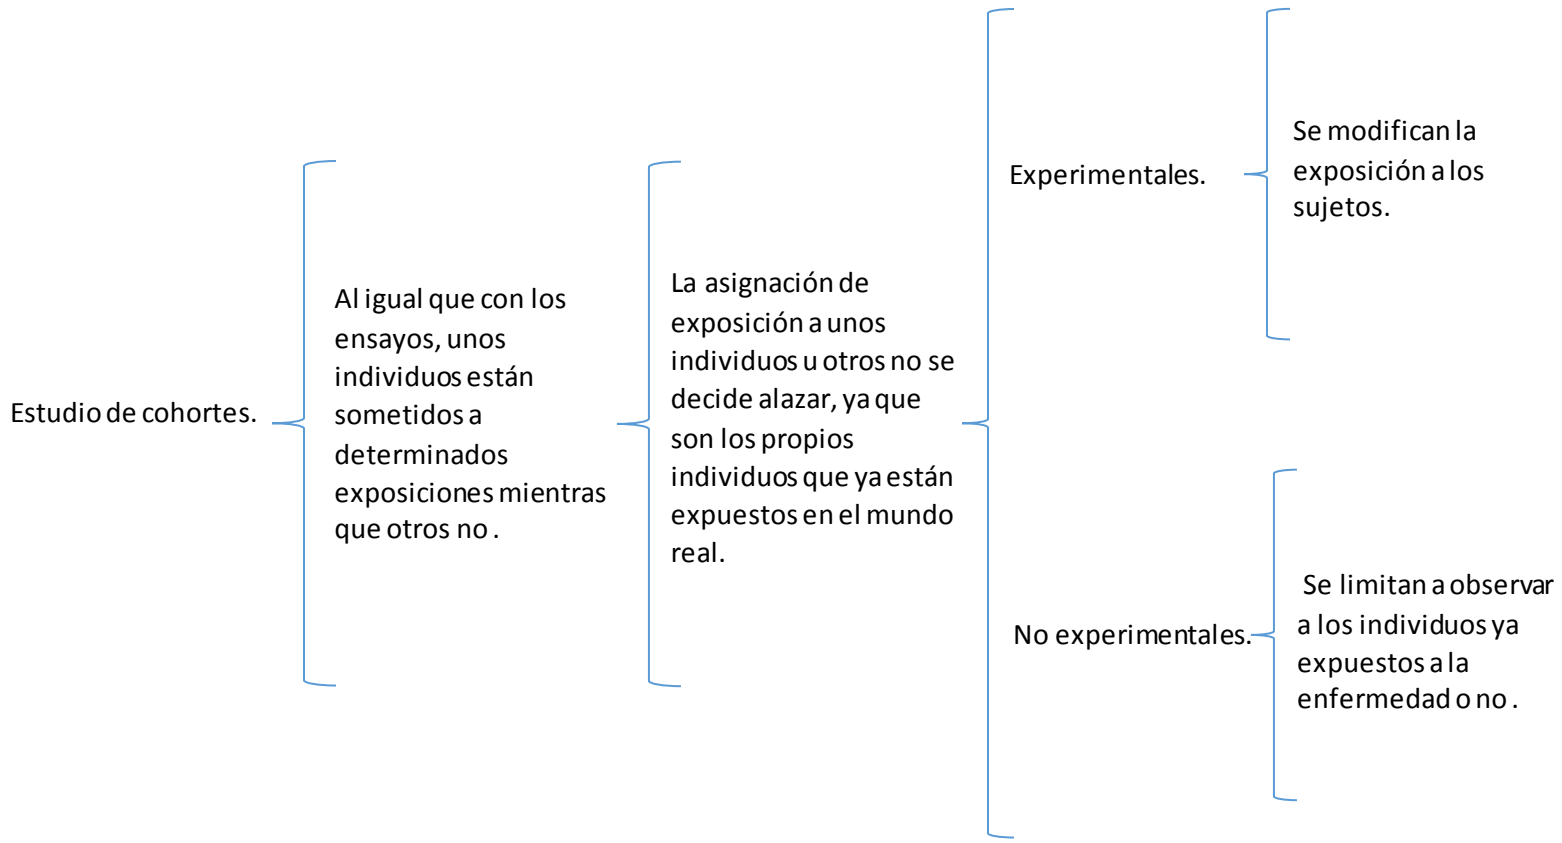 Estudio de cohortes.
Al igual que con los
ensayos, unos
individuos están
sometidos a
determinados
exposiciones mientras
que otros no .
La asignación de
exposición a unos
individuos u otros no se
decide alazar, ya que
son los propios
individuos que ya están
expuestos en el mundo
real.
Experimentales.
Se modifican la
exposición a los
sujetos.
No experimentales.
Se limitan a observar
a los individuos ya
expuestos a la
enfermedad o no .